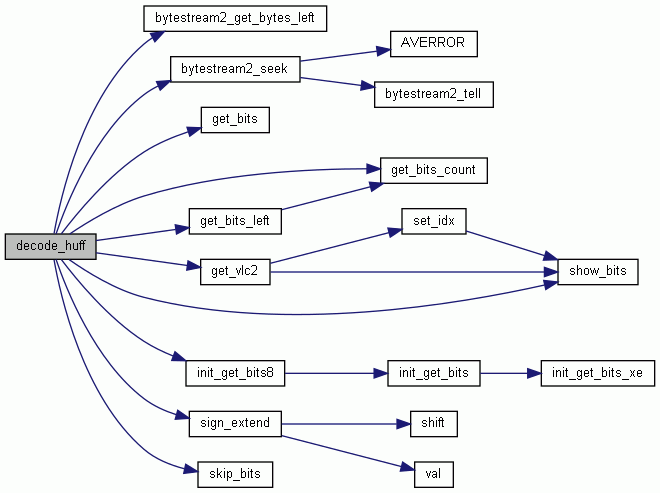 bytestream2_get_bytes_left
AVERROR
bytestream2_seek
bytestream2_tell
get_bits
get_bits_count
get_bits_left
set_idx
decode_huff
get_vlc2
show_bits
init_get_bits8
init_get_bits
init_get_bits_xe
sign_extend
shift
skip_bits
val